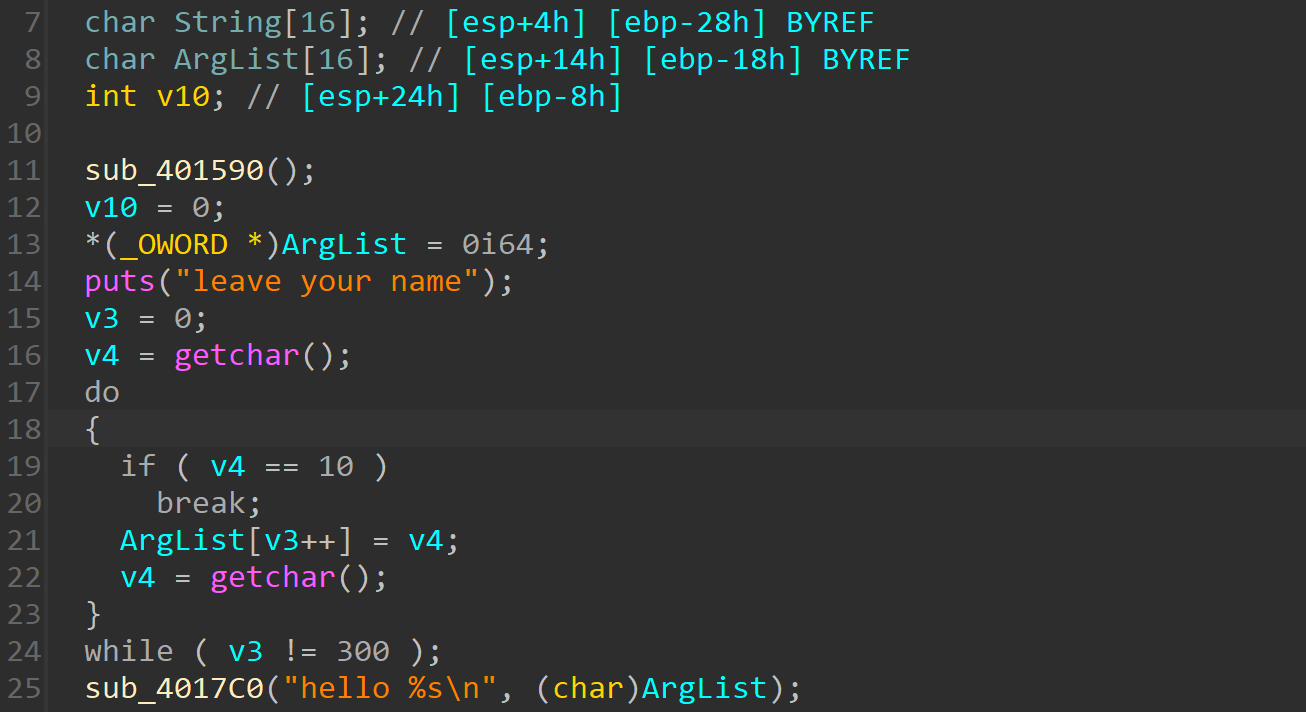 7 char String[16]; // [esp+4h] [ebp-28h] BYREF
8 char ArgList[16]; // [esp+14h] [ebp-18h] BYREF
9 int v10; // [esp+24h] [ebp-8h]
10
11 sub_401590();
12 v10 = 0;
13 *(_OWORD *)ArgList = 0i64;
14 puts("leave your name");
15 v3 = 0;
16 v4 = getchar();
17 do
18 {
19 if ( v4 == 10 )
20 break;
21 ArgList[v3++] = v4;
22 v4 = getchar();
23 }
24 while ( v3 != 300 );
25 sub_4017C0("hello %s\n", (char)ArgList);